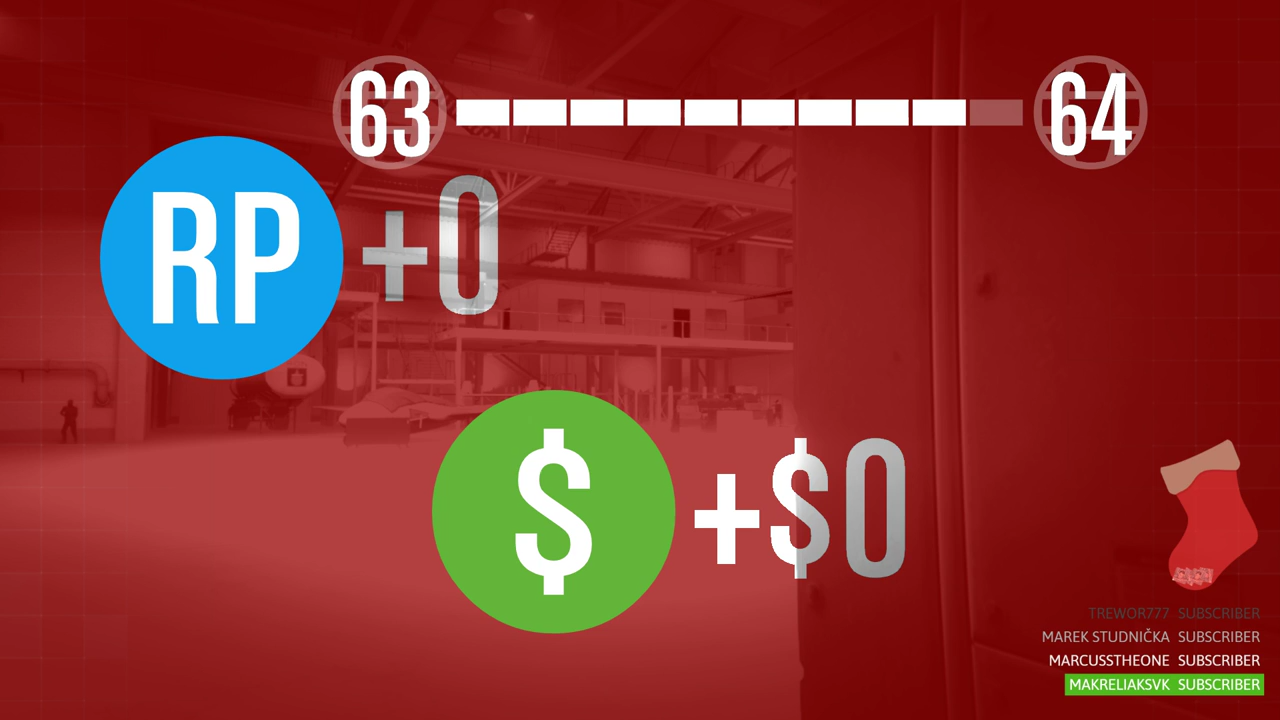 63
64
RP +0
$ +$0
TREWOR777 SUBSCRIBER
MAREK STUDNIČKA SUBSCRIBER
MARCUSSTHEONE SUBSCRIBER
MAKRELIAKSVK SUBSCRIBER